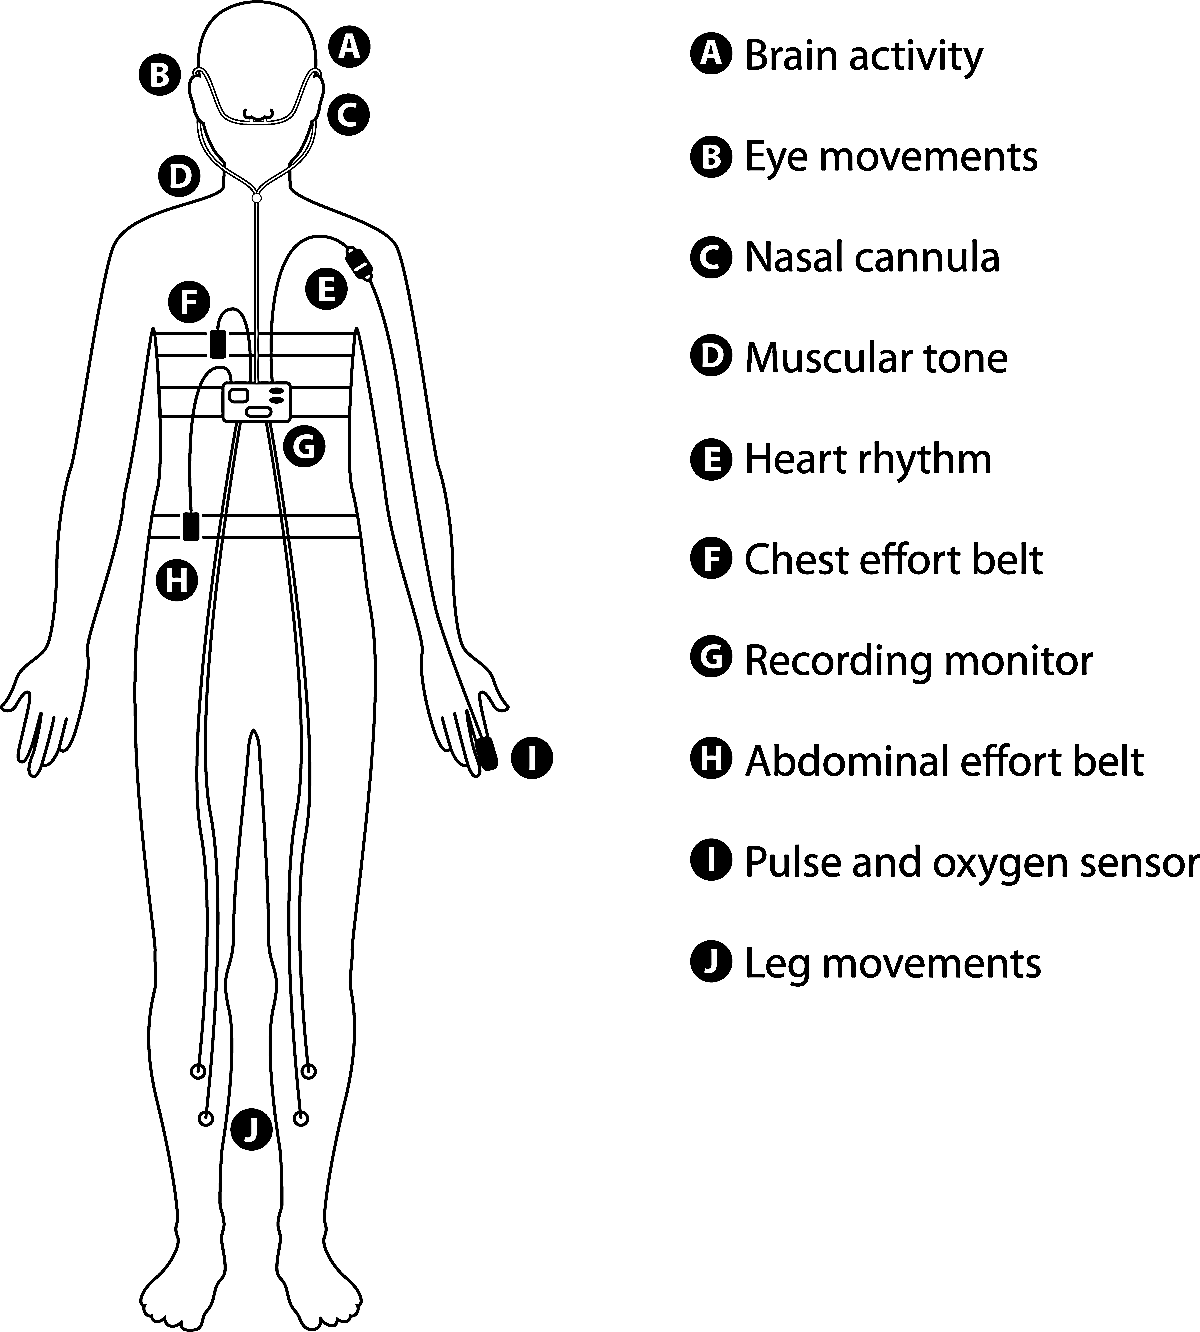 A
B
C
D
E
F
G
H
I
J
A Brain activity
B Eye movements
C Nasal cannula
D Muscular tone
E Heart rhythm
F Chest effort belt
G Recording monitor
H Abdominal effort belt
I Pulse and oxygen sensor
J Leg movements